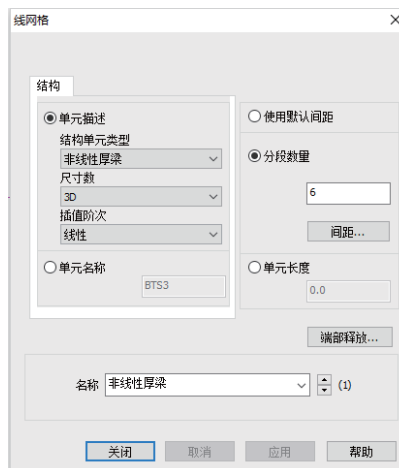 线网格
结构
单元描述
结构单元类型
非线性厚梁
尺寸数
3D
插值阶次
线性
单元名称
BTS3
使用默认间距
分段数量
6
间距...
单元长度
0.0
端部释放...
名称 非线性厚梁 (1)
关闭 取消 应用 帮助